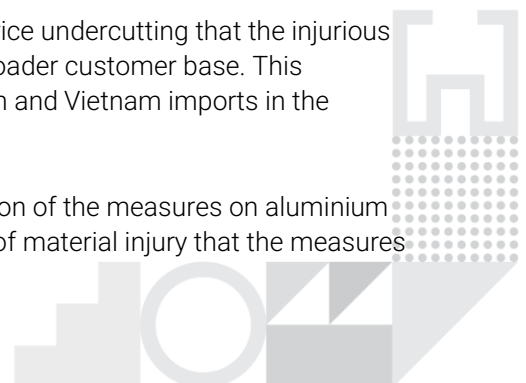 rice undercutting that the injurious
oader customer base. This
n and Vietnam imports in the
on of the measures on aluminium
of material injury that the measures